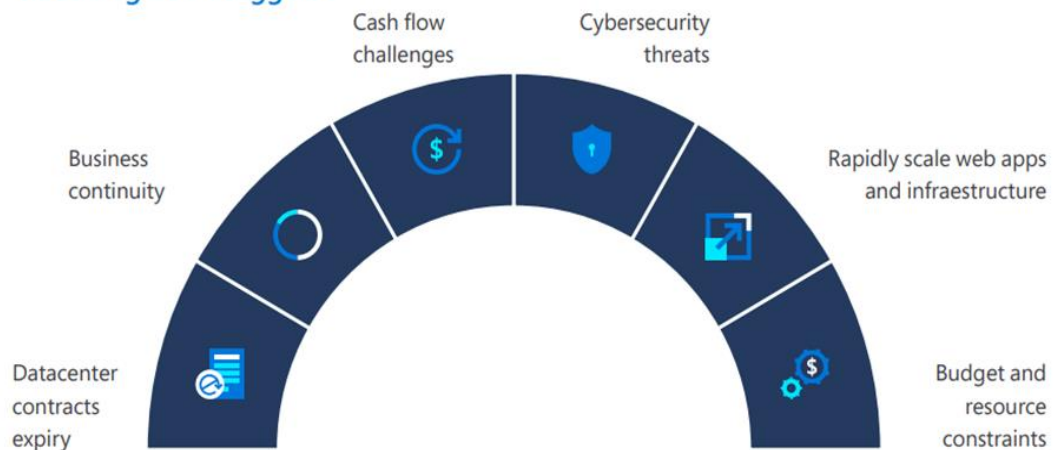 Cash flow
challenges
Cybersecurity
threats
Business
continuity
Rapidly scale web apps
and infraestructure
Datacenter
contracts
expiry
Budget and
resource
constraints
$
$